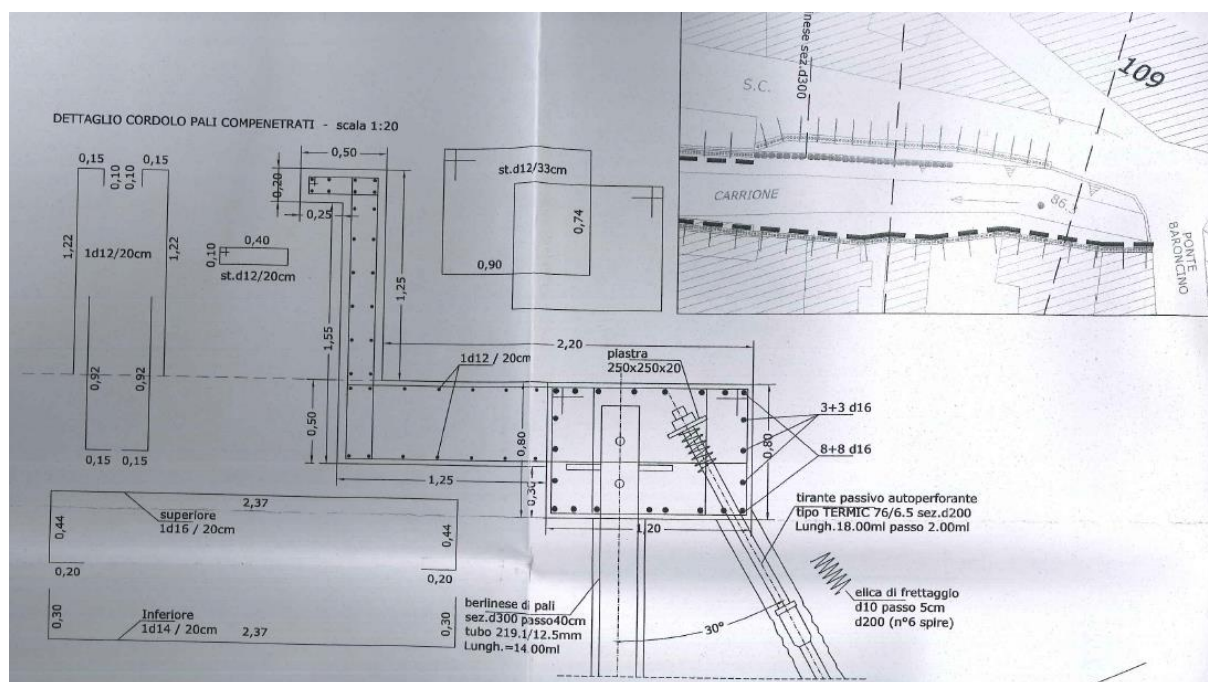 DETTAGLIO CORDOLO PALI COMPENETRATI - scala 1:20
0,15
0,15
0,10
0,10
1,22
1,22
1d12/20cm
0,92
0,92
0,15
0,15
0,50
0,20
0,25
0,40
0,10
st.d12/20cm
1,25
1,55
st.d12/33cm
0,74
0,90
2,20
1d12 / 20cm
piastra
250x250x20
0,50
0,80
0,80
3+3 d16
8+8 d16
1,25
0,30
1,20
superiore
1d16 / 20cm
2,37
0,44
0,44
0,20
0,20
Inferiore
1d14 / 20cm
2,37
0,30
0,30
berlinese di pali
sez.d300 passo40cm
tubo 219.1/12.5mm
Lungh.=14.00ml
30°
tirante passivo autoperforante
tipo TERMIC 76/6.5 sez.d200
Lungh.18.00ml passo 2.00ml
elica di frettaggio
d10 passo 5cm
d200 (n°6 spire)
nese sez.d300
S.C.
109
CARRIONE
PONTE
BARONCINO